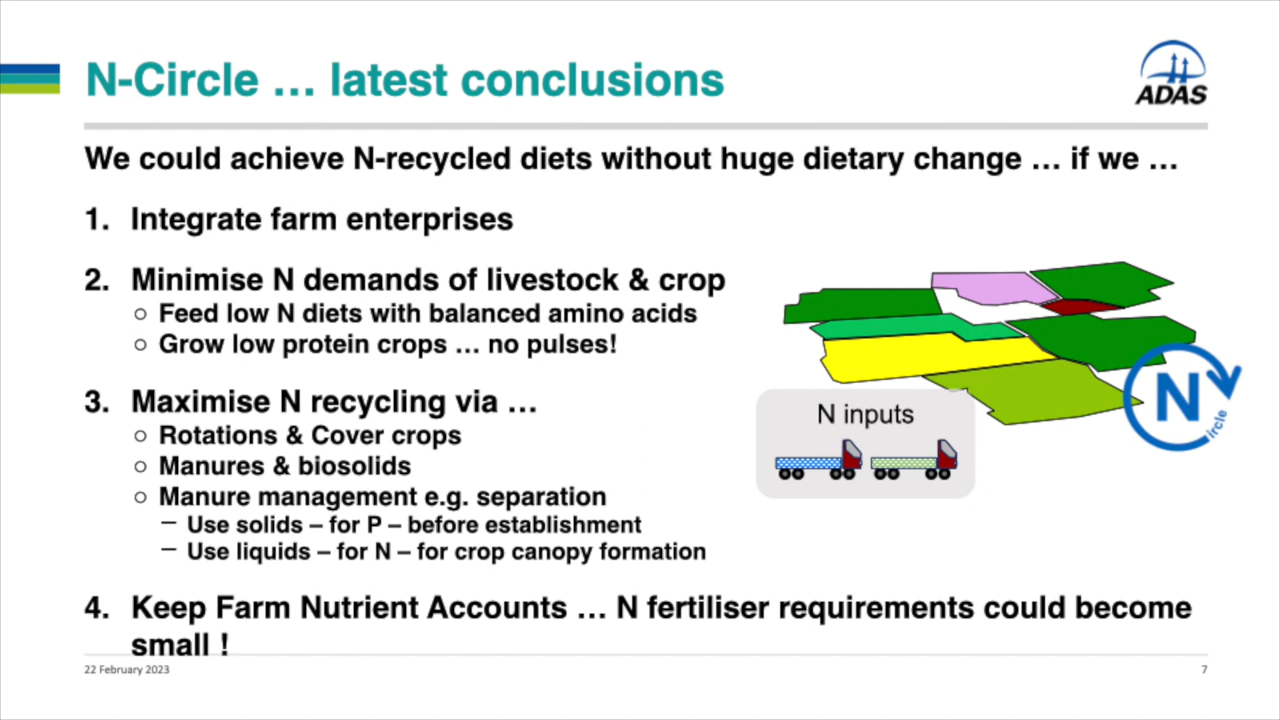 N-Circle … latest conclusions
ADAS
We could achieve N-recycled diets without huge dietary change … if we …
1. Integrate farm enterprises
2. Minimise N demands of livestock & crop
○ Feed low N diets with balanced amino acids
○ Grow low protein crops … no pulses!
3. Maximise N recycling via …
○ Rotations & Cover crops
○ Manures & biosolids
○ Manure management e.g. separation
– Use solids – for P – before establishment
– Use liquids – for N – for crop canopy formation
N inputs
N
ircle
4. Keep Farm Nutrient Accounts … N fertiliser requirements could become
small !
22 February 2023
7